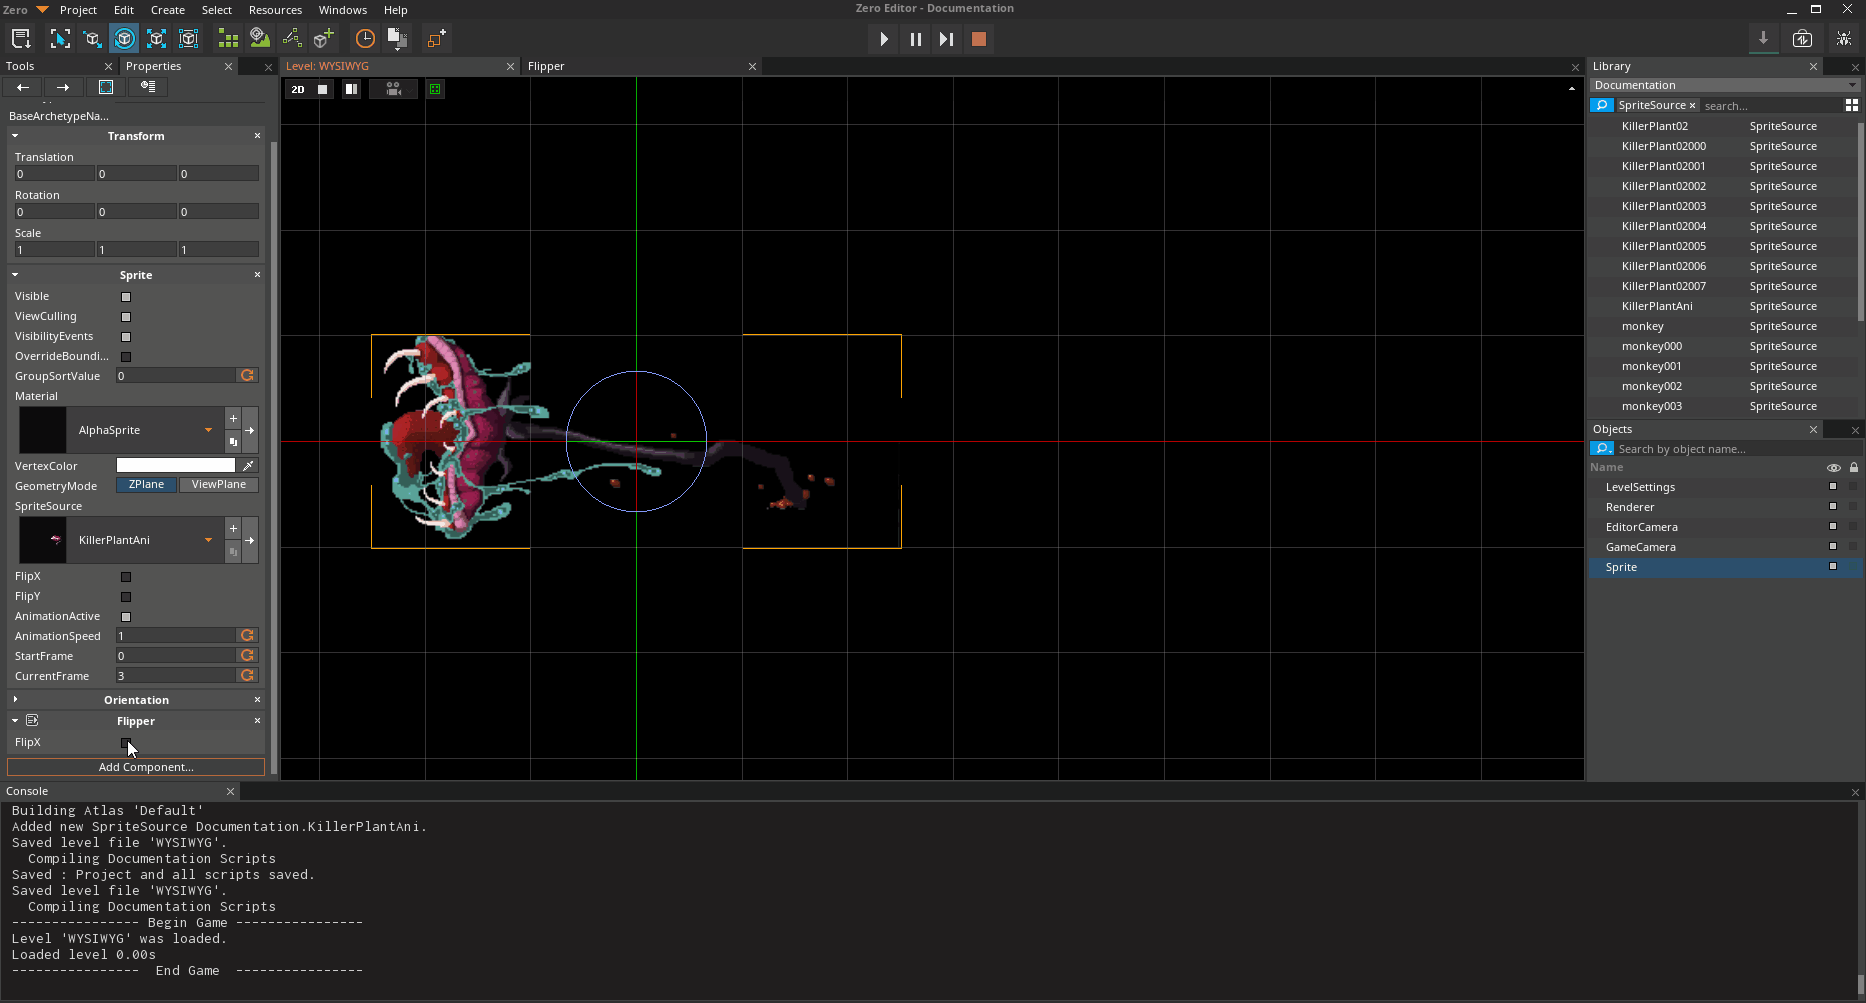 Zero Project Edit Create Select Resources Windows Help
Zero Editor - Documentation
Tools
Properties
BaseArchetypeNa...
Transform
Translation
0 0 0
Rotation
0 0 0
Scale
1 1 1
Sprite
Visible
ViewCulling
VisibilityEvents
OverrideBoundi...
GroupSortValue 0
Material
AlphaSprite
VertexColor
GeometryMode ZPlane ViewPlane
SpriteSource
KillerPlantAni
FlipX
FlipY
AnimationActive
AnimationSpeed 1
StartFrame 0
CurrentFrame 3
Orientation
Flipper
FlipX
Add Component...
Level: WYSIWYG
Flipper
2D
Library
Documentation
SpriteSource × search...
KillerPlant02 SpriteSource
KillerPlant02000 SpriteSource
KillerPlant02001 SpriteSource
KillerPlant02002 SpriteSource
KillerPlant02003 SpriteSource
KillerPlant02004 SpriteSource
KillerPlant02005 SpriteSource
KillerPlant02006 SpriteSource
KillerPlant02007 SpriteSource
KillerPlantAni SpriteSource
monkey SpriteSource
monkey000 SpriteSource
monkey001 SpriteSource
monkey002 SpriteSource
monkey003 SpriteSource
Objects
Search by object name...
Name
LevelSettings
Renderer
EditorCamera
GameCamera
Sprite
Console
Building Atlas 'Default'
Added new SpriteSource Documentation.KillerPlantAni.
Saved level file 'WYSIWYG'.
Compiling Documentation Scripts
Saved : Project and all scripts saved.
Saved level file 'WYSIWYG'.
Compiling Documentation Scripts
---------------- Begin Game ----------------
Level 'WYSIWYG' was loaded.
Loaded level 0.00s
----------------  End Game  ----------------